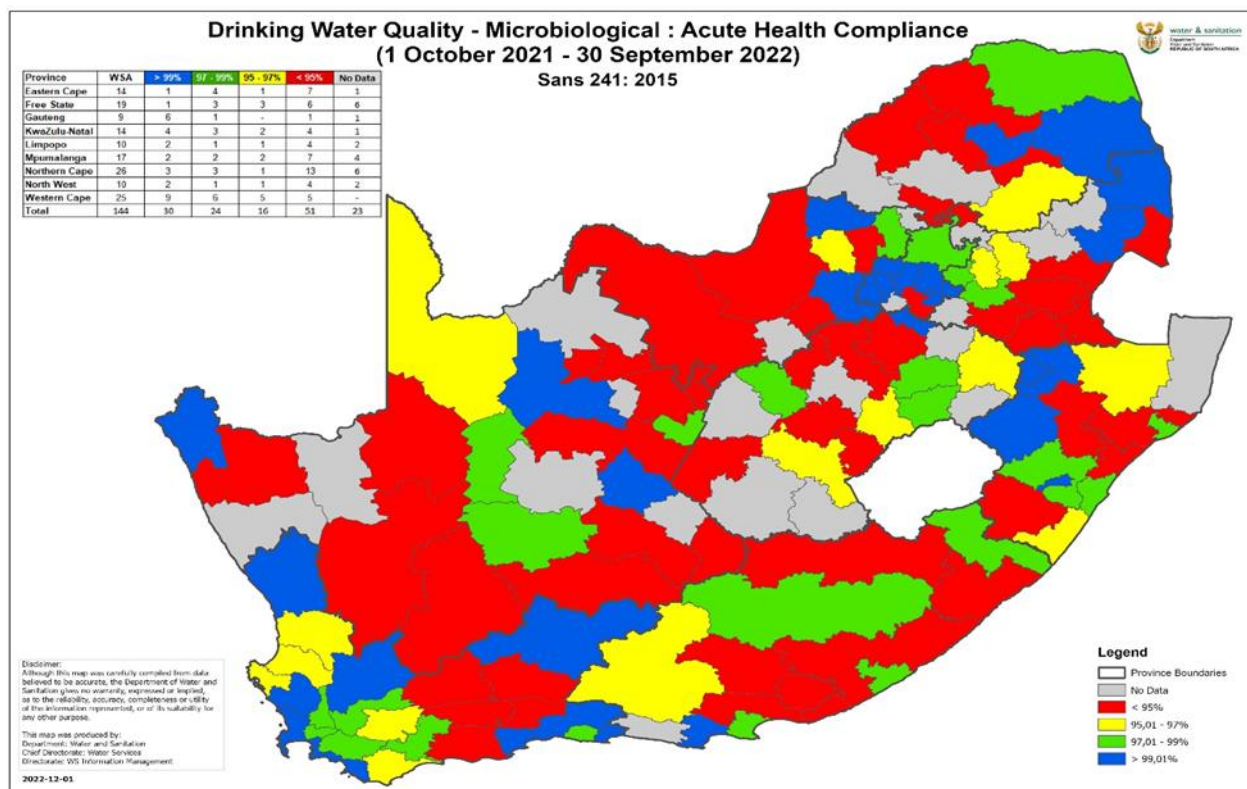 Drinking Water Quality - Microbiological : Acute Health Compliance
(1 October 2021 - 30 September 2022)
Sans 241: 2015
water & sanitation
Department:
Water and Sanitation
REPUBLIC OF SOUTH AFRICA
Province WSA > 99% 97 - 99% 95 - 97% < 95% No Data
Eastern Cape 14 1 4 1 7 1
Free State 19 1 3 3 6 6
Gauteng 9 6 1 - 1 1
KwaZulu-Natal 14 4 3 2 4 1
Limpopo 10 2 1 1 4 2
Mpumalanga 17 2 2 2 7 4
Northern Cape 26 3 3 1 13 6
North West 10 2 1 1 4 2
Western Cape 25 9 6 5 5 -
Total 144 30 24 16 51 23
Disclaimer:
Although this map was carefully compiled from data
believed to be accurate, the Department of Water and
Sanitation gives no warranty, expressed or implied,
as to the reliability, accuracy, completeness or utility
of the information represented, or of its suitability for
any other purpose.
This map was produced by:
Department: Water and Sanitation
Chief Directorate: Water Services
Directorate: WS Information Management
2022-12-01
Legend
Province Boundaries
No Data
< 95%
95,01 - 97%
97,01 - 99%
> 99,01%